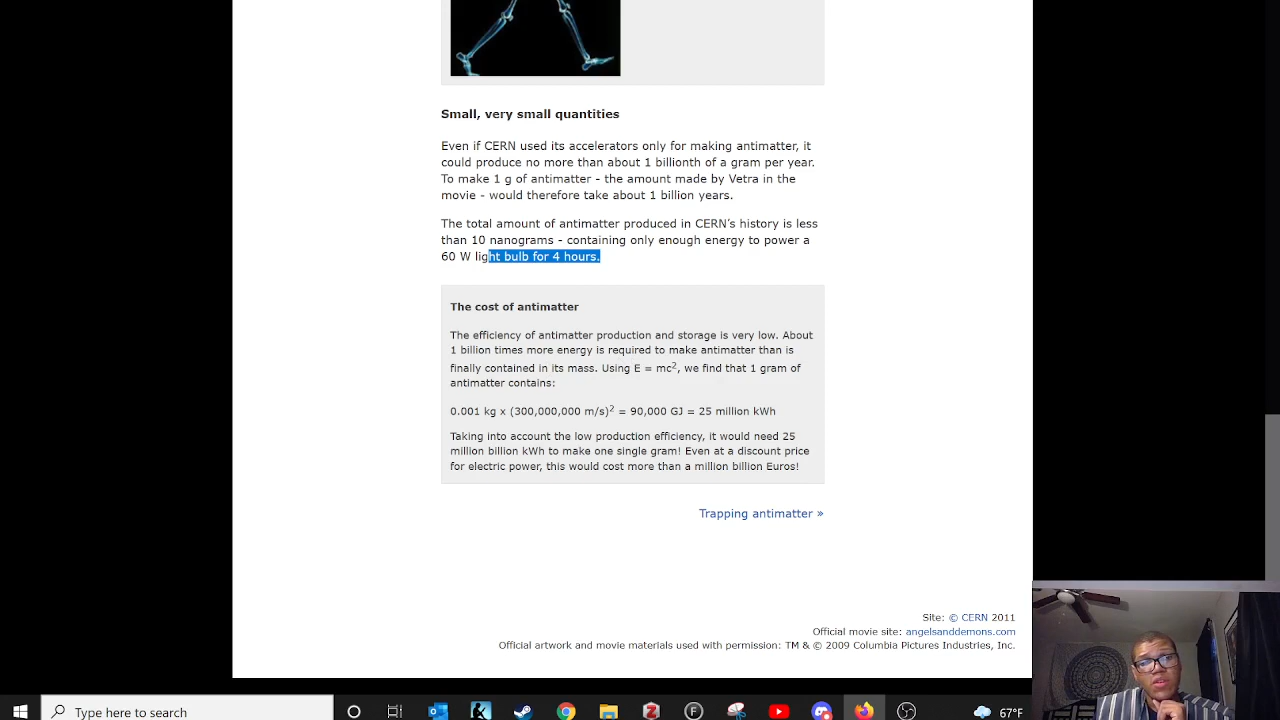 Small, very small quantities
Even if CERN used its accelerators only for making antimatter, it
could produce no more than about 1 billionth of a gram per year.
To make 1 g of antimatter - the amount made by Vetra in the
movie - would therefore take about 1 billion years.
The total amount of antimatter produced in CERN's history is less
than 10 nanograms - containing only enough energy to power a
60 W light bulb for 4 hours.
The cost of antimatter
The efficiency of antimatter production and storage is very low. About
1 billion times more energy is required to make antimatter than is
finally contained in its mass. Using E = mc², we find that 1 gram of
antimatter contains:
0.001 kg x (300,000,000 m/s)² = 90,000 GJ = 25 million kWh
Taking into account the low production efficiency, it would need 25
million billion kWh to make one single gram! Even at a discount price
for electric power, this would cost more than a million billion Euros!
Trapping antimatter »
Site: © CERN 2011
Official movie site: angelsanddemons.com
Official artwork and movie materials used with permission: TM & © 2009 Columbia Pictures Industries, Inc.
Type here to search
67°F